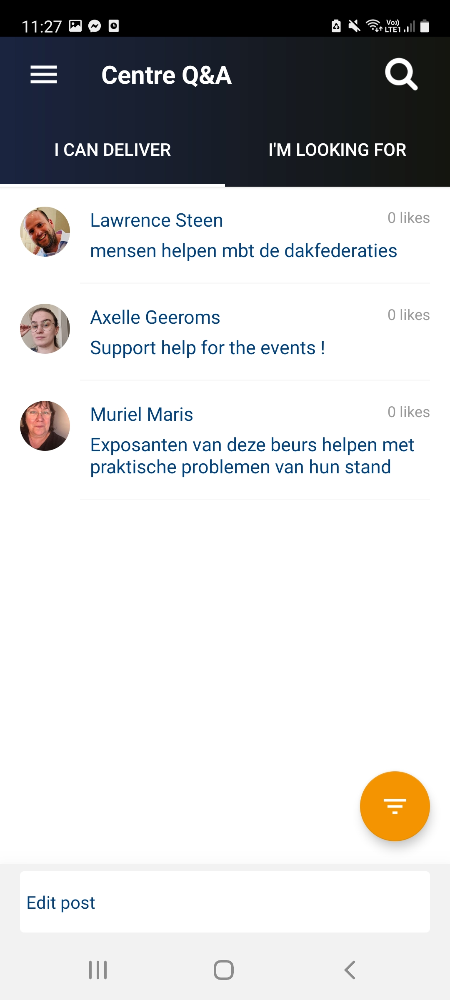 11:27
Vo))
LTE1
Centre Q&A
I CAN DELIVER
I'M LOOKING FOR
Lawrence Steen
0 likes
mensen helpen mbt de dakfederaties
Axelle Geeroms
0 likes
Support help for the events !
Muriel Maris
0 likes
Exposanten van deze beurs helpen met
praktische problemen van hun stand
Edit post